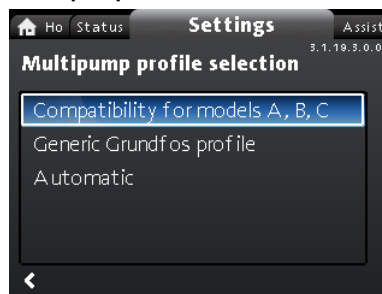 Ho Status Settings Assist
3.1.19.3.0.0
Multipump profile selection
Compatibility for models A, B, C
Generic Grundfos profile
Automatic